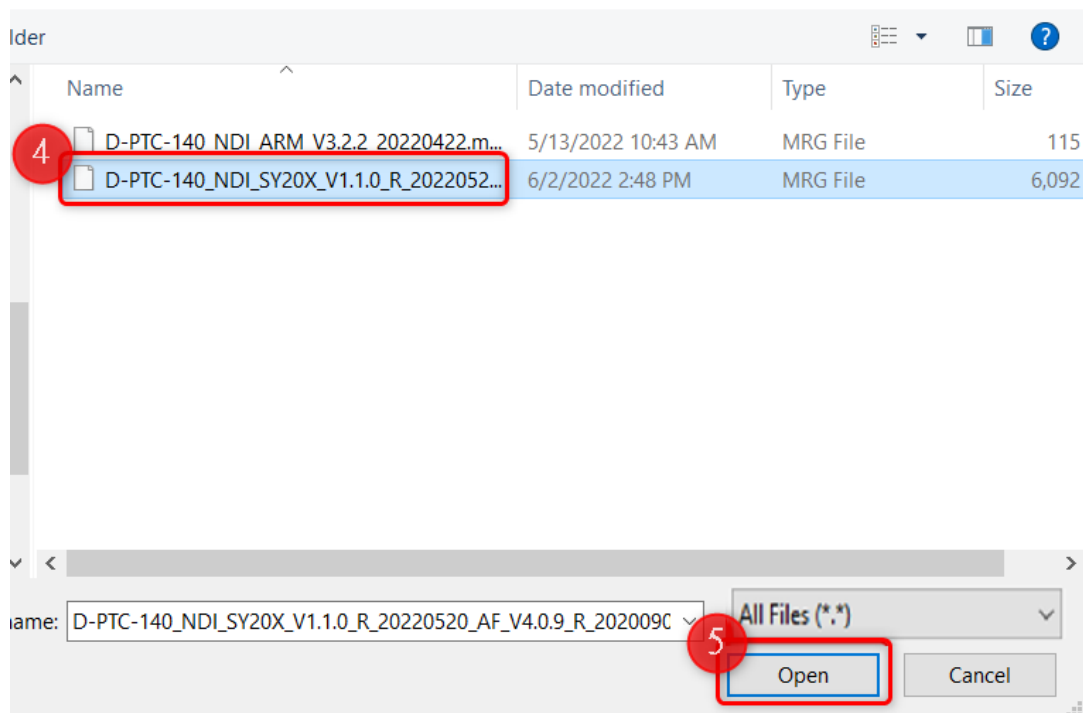 lder
?
Name Date modified Type Size
4
D-PTC-140_NDI_ARM_V3.2.2_20220422.m... 5/13/2022 10:43 AM MRG File 115
D-PTC-140_NDI_SY20X_V1.1.0_R_2022052... 6/2/2022 2:48 PM MRG File 6,092
ame: D-PTC-140_NDI_SY20X_V1.1.0_R_20220520_AF_V4.0.9_R_2020090 All Files (*.*)
5
Open Cancel